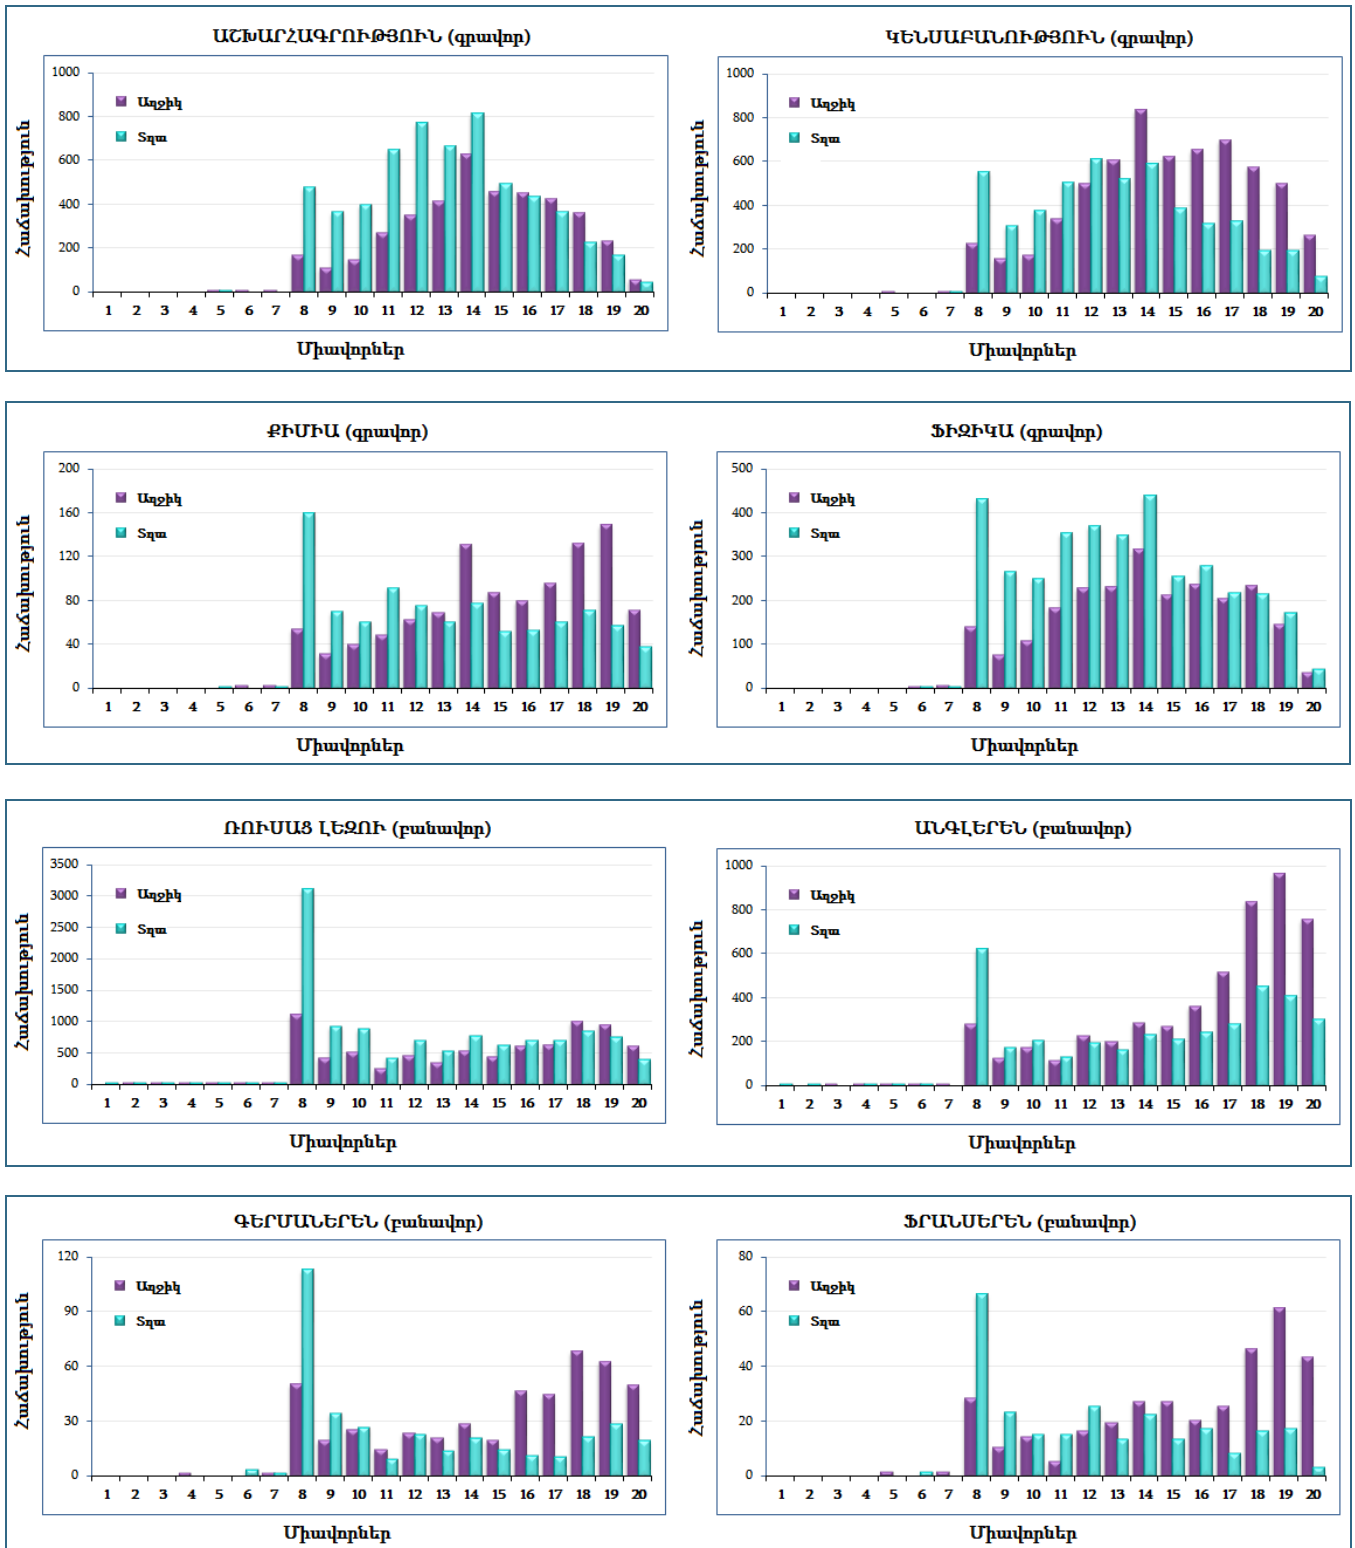 ԱՇԽԱՐՀԱԳՐՈՒԹՅՈՒՆ (գրավոր)
1000
800
600
400
200
0
Աղջիկ
Տղա
Հաճախություն
1 2 3 4 5 6 7 8 9 10 11 12 13 14 15 16 17 18 19 20
Միավորներ
ԿԵՆՍԱԲԱՆՈՒԹՅՈՒՆ (գրավոր)
1000
800
600
400
200
0
Աղջիկ
Տղա
Հաճախություն
1 2 3 4 5 6 7 8 9 10 11 12 13 14 15 16 17 18 19 20
Միավորներ
ՔԻՄԻԱ (գրավոր)
200
160
120
80
40
0
Աղջիկ
Տղա
Հաճախություն
1 2 3 4 5 6 7 8 9 10 11 12 13 14 15 16 17 18 19 20
Միավորներ
ՖԻԶԻԿԱ (գրավոր)
500
400
300
200
100
0
Աղջիկ
Տղա
Հաճախություն
1 2 3 4 5 6 7 8 9 10 11 12 13 14 15 16 17 18 19 20
Միավորներ
ՌՈՒՍԱՑ ԼԵԶՈՒ (բանավոր)
3500
3000
2500
2000
1500
1000
500
0
Աղջիկ
Տղա
Հաճախություն
1 2 3 4 5 6 7 8 9 10 11 12 13 14 15 16 17 18 19 20
Միավորներ
ԱՆԳԼԵՐԵՆ (բանավոր)
1000
800
600
400
200
0
Աղջիկ
Տղա
Հաճախություն
1 2 3 4 5 6 7 8 9 10 11 12 13 14 15 16 17 18 19 20
Միավորներ
ԳԵՐՄԱՆԵՐԵՆ (բանավոր)
120
90
60
30
0
Աղջիկ
Տղա
Հաճախություն
1 2 3 4 5 6 7 8 9 10 11 12 13 14 15 16 17 18 19 20
Միավորներ
ՖՐԱՆՍԵՐԵՆ (բանավոր)
80
60
40
20
0
Աղջիկ
Տղա
Հաճախություն
1 2 3 4 5 6 7 8 9 10 11 12 13 14 15 16 17 18 19 20
Միավորներ